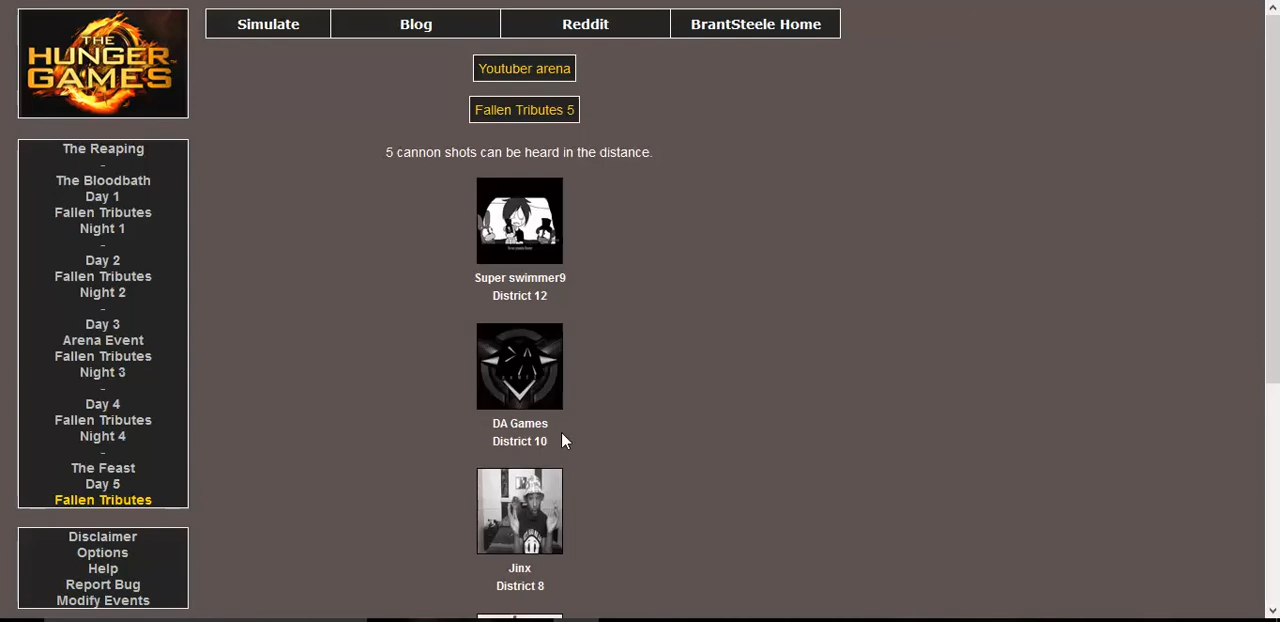 THE
HUNGER
GAMES
Simulate
Blog
Reddit
BrantSteele Home
Youtuber arena
Fallen Tributes 5
5 cannon shots can be heard in the distance.
Super swimmer9
District 12
DA Games
District 10
Jinx
District 8
The Reaping
-
The Bloodbath
Day 1
Fallen Tributes
Night 1
-
Day 2
Fallen Tributes
Night 2
-
Day 3
Arena Event
Fallen Tributes
Night 3
-
Day 4
Fallen Tributes
Night 4
-
The Feast
Day 5
Fallen Tributes
Disclaimer
Options
Help
Report Bug
Modify Events